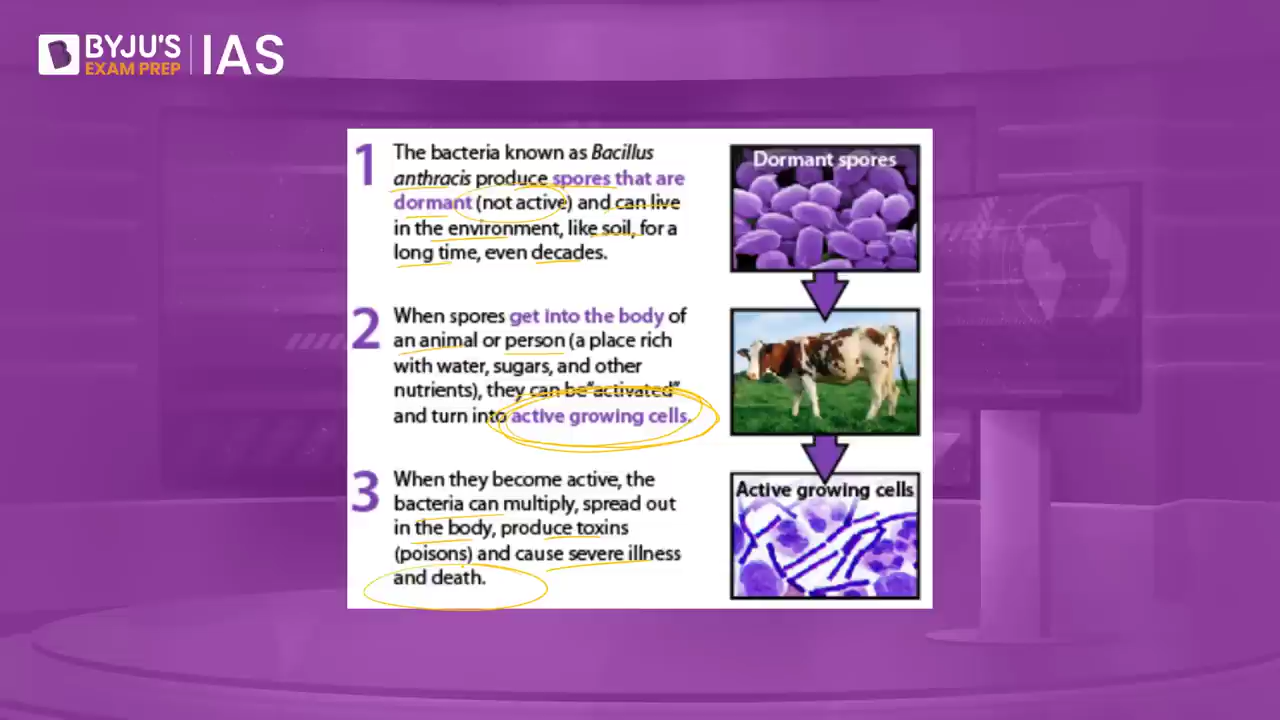 BYJU'S
EXAM PREP
IAS
1
The bacteria known as Bacillus
anthracis produce spores that are
dormant (not active) and can live
in the environment, like soil, for a
long time, even decades.
Dormant spores
2
When spores get into the body of
an animal or person (a place rich
with water, sugars, and other
nutrients), they can be “activated”
and turn into active growing cells.
3
When they become active, the
bacteria can multiply, spread out
in the body, produce toxins
(poisons) and cause severe illness
and death.
Active growing cells